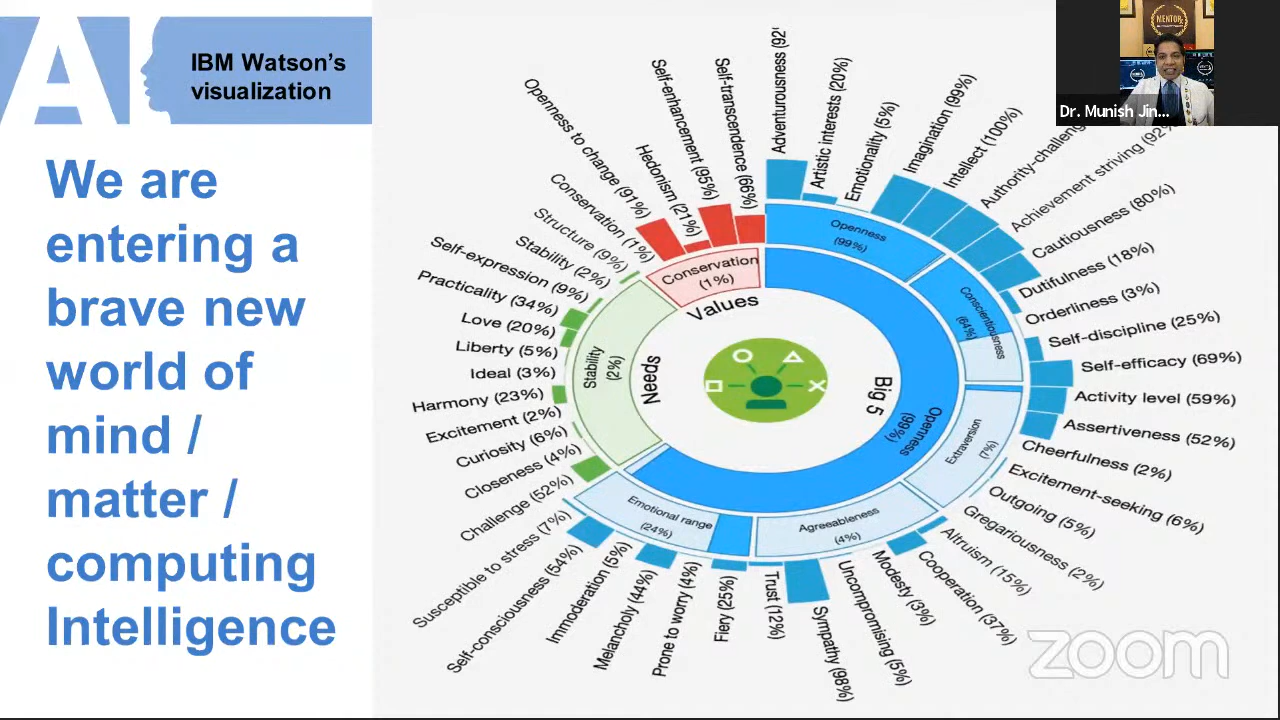 AI
IBM Watson's
visualization
We are
entering a
brave new
world of
mind /
matter /
computing
Intelligence
Adventurousness (92
Artistic interests (20%)
Emotionality (5%)
Imagination (99%)
Intellect (100%)
Authority-challeng
Achievement striving (92%
Cautiousness (80%)
Dutifulness (18%)
Orderliness (3%)
Self-discipline (25%)
Self-efficacy (69%)
Activity level (59%)
Assertiveness (52%)
Cheerfulness (2%)
Excitement-seeking (6%)
Outgoing (5%)
Gregariousness (2%)
Altruism (15%)
Cooperation (37%)
Modesty (3%)
Uncompromising (5%)
Sympathy (98%)
Trust (12%)
Fiery (25%)
Prone to worry (4%)
Melancholy (44%)
Immoderation (5%)
Self-consciousness (54%)
Susceptible to stress (7%)
Challenge (52%)
Closeness (4%)
Curiosity (6%)
Excitement (2%)
Harmony (23%)
Ideal (3%)
Liberty (5%)
Love (20%)
Practicality (34%)
Self-expression (9%)
Stability (2%)
Structure (9%)
Conservation (1%)
Openness to change (91%)
Hedonism (21%)
Self-enhancement (95%)
Self-transcendence (66%)
Openness
(99%)
Conscientiousness
(64%)
Extraversion
(7%)
Agreeableness
(4%)
Emotional range
(24%)
Stability
(2%)
Conservation
(1%)
Values
Needs
Big 5
Openness
(99%)
MENTORX
Dr. Munish Jin...
zoom